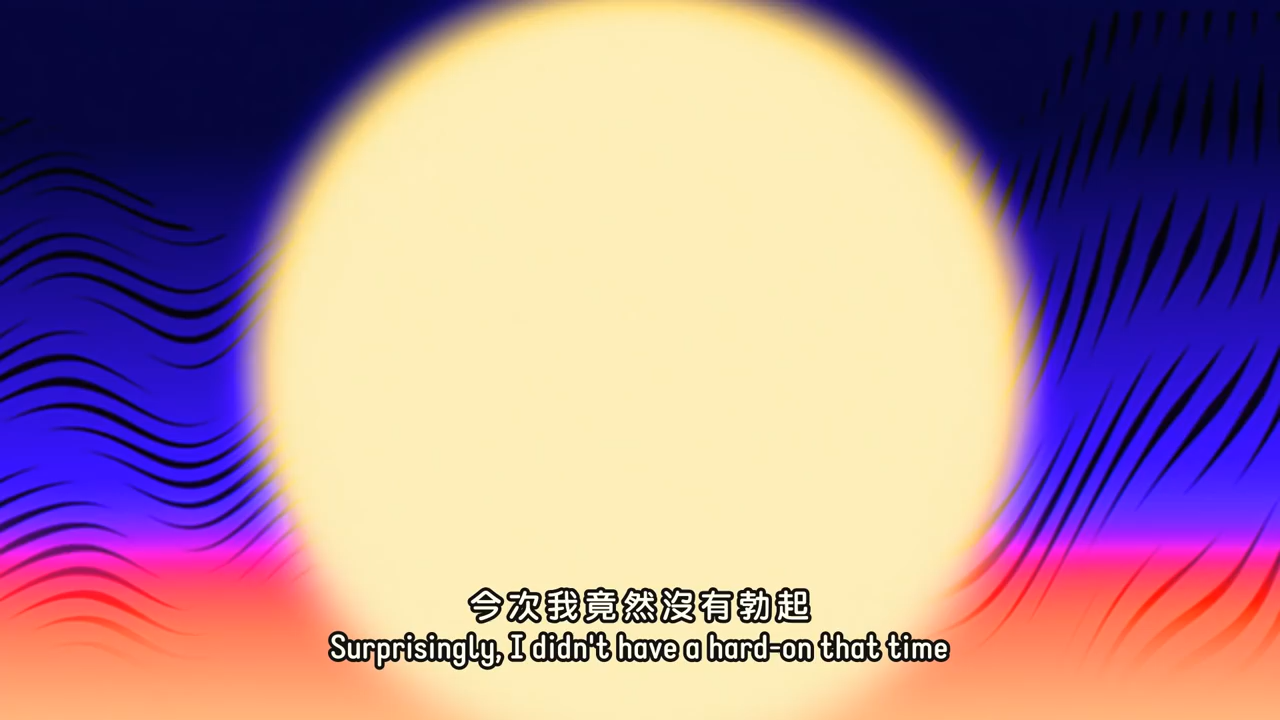 今次我竟然沒有勃起
Surprisingly, I didn't have a hard-on that time